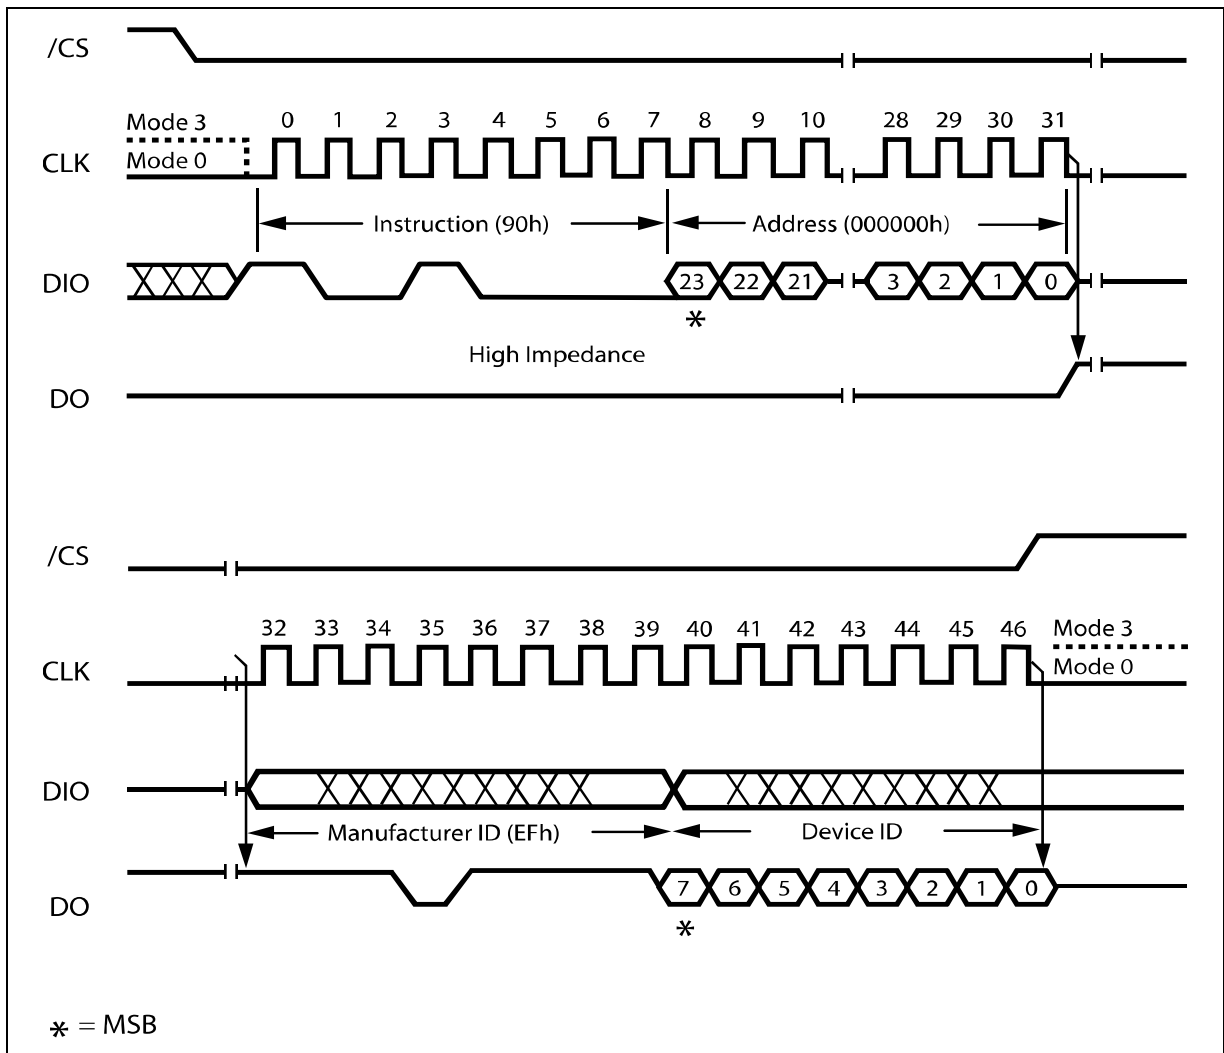 /CS
Mode 3
0 1 2 3 4 5 6 7 8 9 10 28 29 30 31
CLK
Mode 0
Instruction (90h) Address (000000h)
DIO
23 22 21 3 2 1 0
*
High Impedance
DO
/CS
32 33 34 35 36 37 38 39 40 41 42 43 44 45 46
Mode 3
CLK
Mode 0
DIO
Manufacturer ID (EFh) Device ID
DO
7 6 5 4 3 2 1 0
*
* = MSB